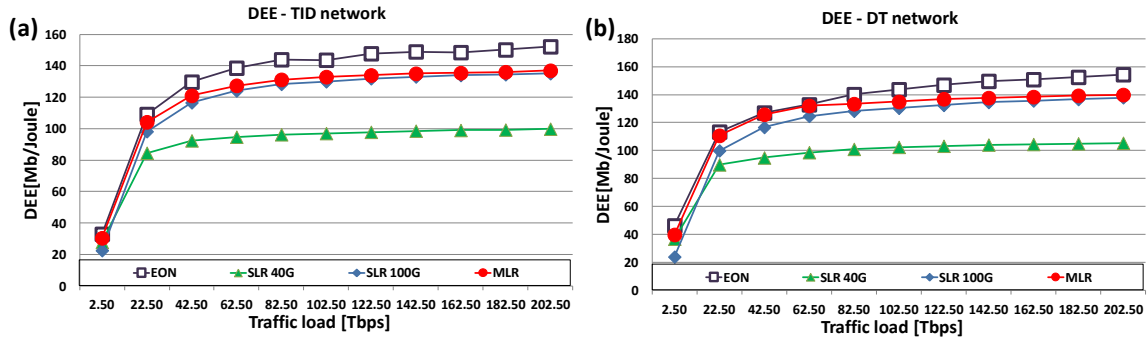 (a)
DEE - TID network
DEE[Mb/Joule]
160
140
120
100
80
60
40
20
0
EON SLR 40G SLR 100G MLR
2.50 22.50 42.50 62.50 82.50 102.50 122.50 142.50 162.50 182.50 202.50
Traffic load [Tbps]
(b)
DEE - DT network
DEE[Mb/Joule]
180
160
140
120
100
80
60
40
20
0
EON SLR 40G SLR 100G MLR
2.50 22.50 42.50 62.50 82.50 102.50 122.50 142.50 162.50 182.50 202.50
Traffic load [Tbps]